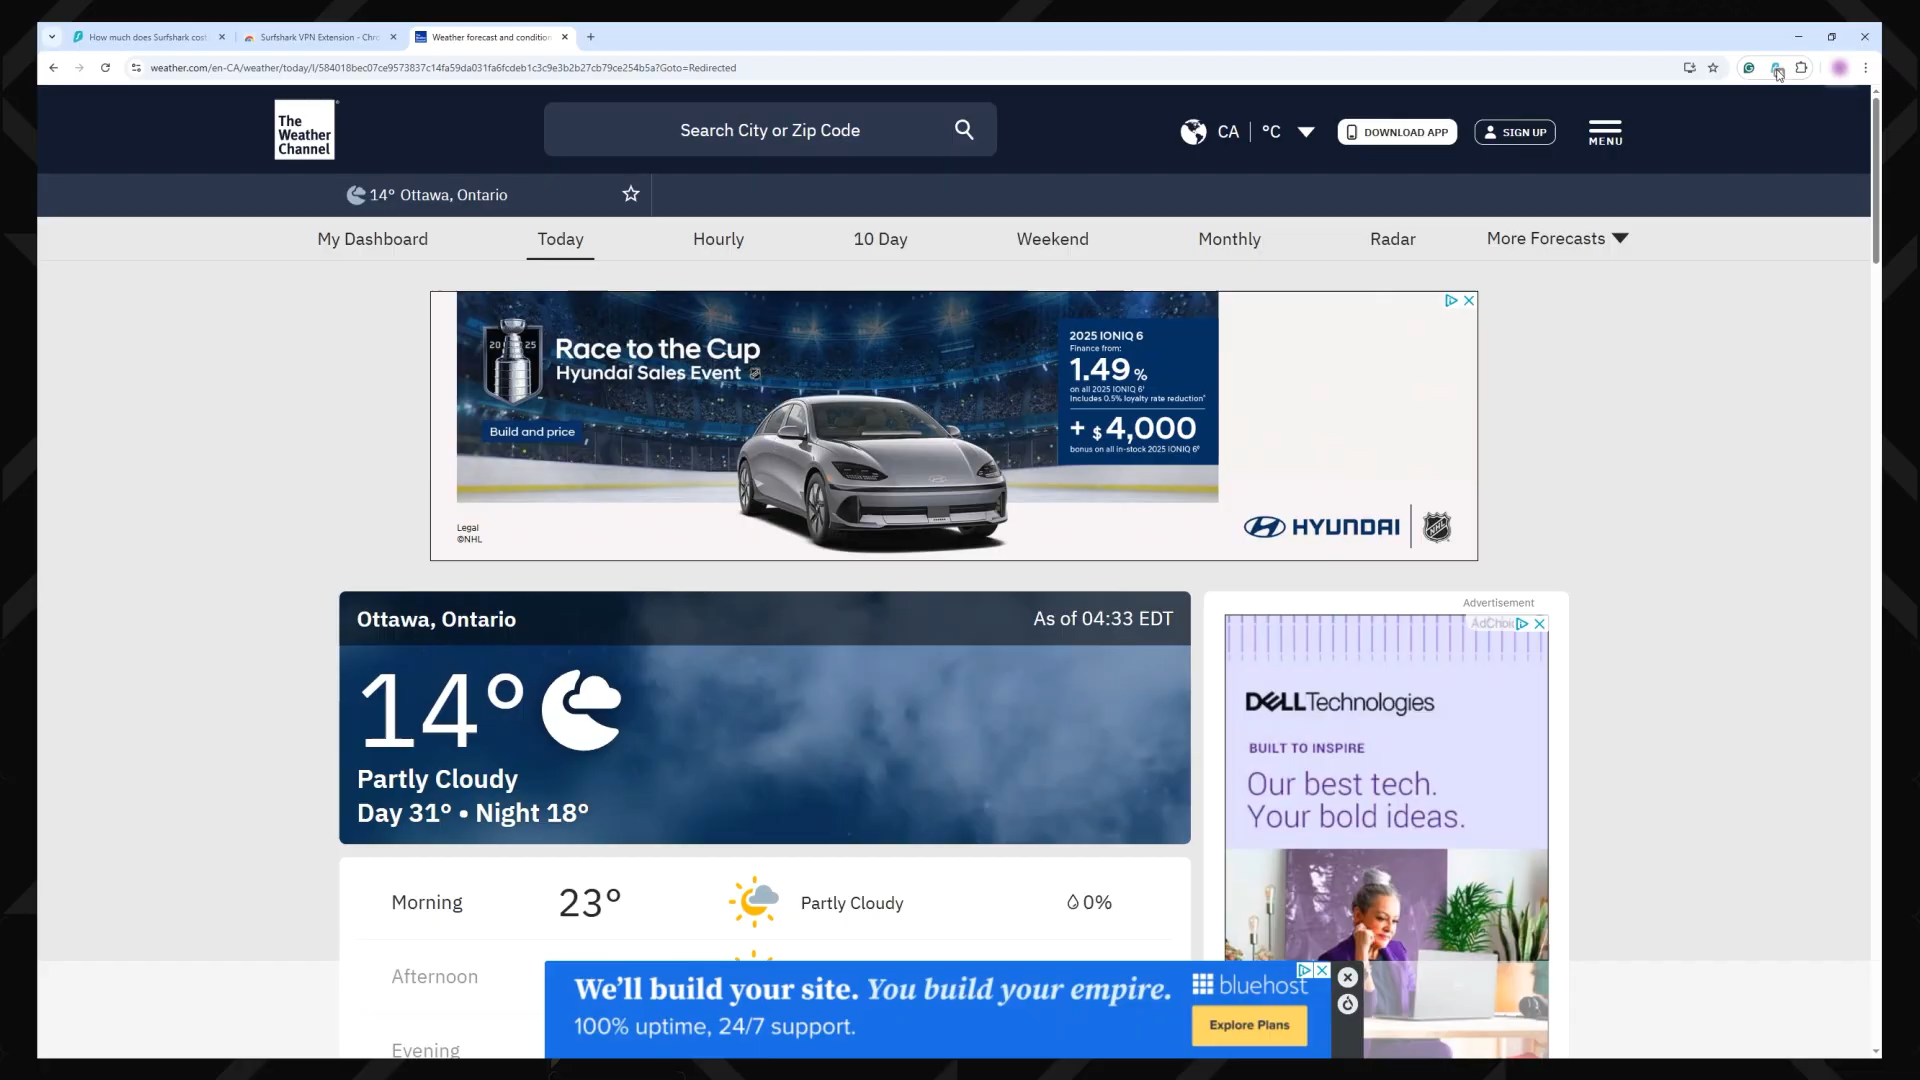 How much does Surfshark cost
Surfshark VPN Extension - Chro
Weather forecast and condition
weather.com/en-CA/weather/today/l/584018bec07ce9573837c14fa59da031fa6fcdeb1c3c9e3b2b27cb79ce254b5a?Goto=Redirected
The Weather Channel
Search City or Zip Code
CA
°C
DOWNLOAD APP
SIGN UP
MENU
14° Ottawa, Ontario
My Dashboard
Today
Hourly
10 Day
Weekend
Monthly
Radar
More Forecasts
20 25
Race to the Cup
Hyundai Sales Event
Build and price
2025 IONIQ 6
Finance from:
1.49 %
on all 2025 IONIQ 6†
Includes 0.5% loyalty rate reduction*
+ $4,000
bonus on all in-stock 2025 IONIQ 6
Legal
©NHL
HYUNDAI
Ottawa, Ontario
As of 04:33 EDT
14°
Partly Cloudy
Day 31° • Night 18°
Morning
23°
Partly Cloudy
0%
Afternoon
Evening
Advertisement
AdChoic
DELLTechnologies
BUILT TO INSPIRE
Our best tech.
Your bold ideas.
We'll build your site. You build your empire.
100% uptime, 24/7 support.
bluehost
Explore Plans